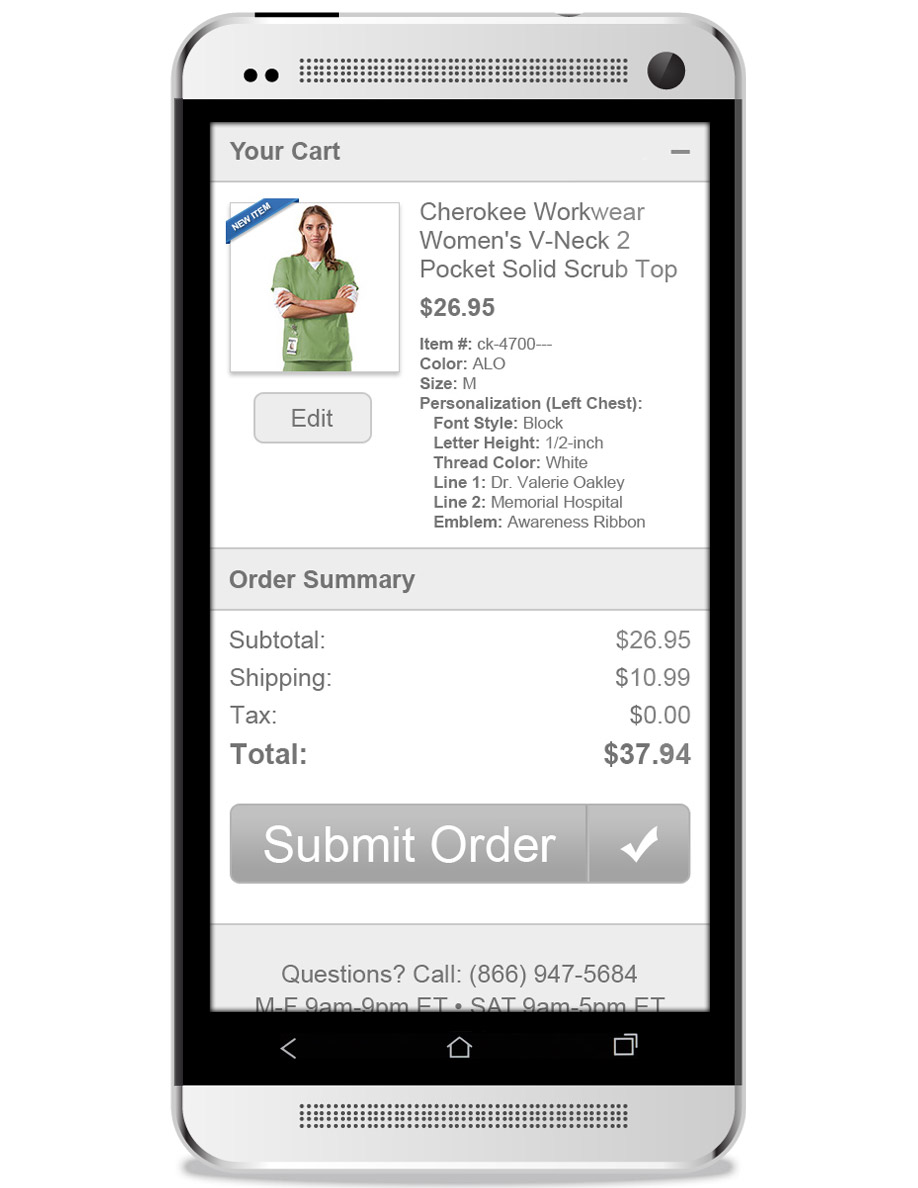 Your Cart
NEW ITEM
Cherokee Workwear
Women's V-Neck 2
Pocket Solid Scrub Top
$26.95
Item #: ck-4700---
Color: ALO
Size: M
Personalization (Left Chest):
Font Style: Block
Letter Height: 1/2-inch
Thread Color: White
Line 1: Dr. Valerie Oakley
Line 2: Memorial Hospital
Emblem: Awareness Ribbon
Edit
Order Summary
Subtotal: $26.95
Shipping: $10.99
Tax: $0.00
Total: $37.94
Submit Order
Questions? Call: (866) 947-5684
M-F 9am-9pm ET • SAT 9am-5pm ET